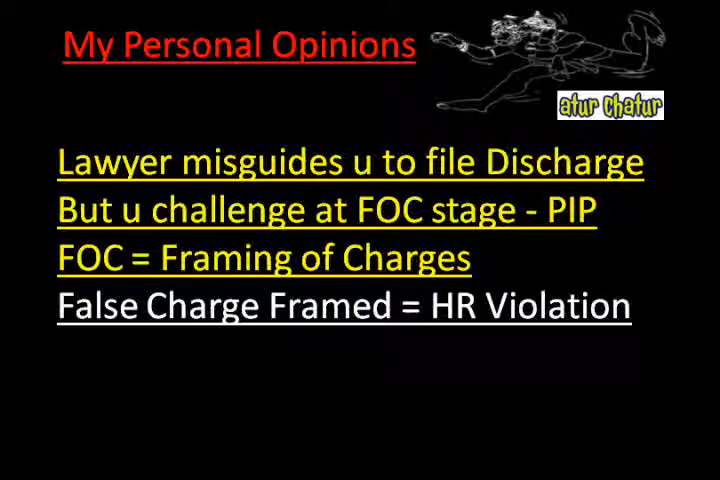 My Personal Opinions
atur chatur
Lawyer misguides u to file Discharge
But u challenge at FOC stage - PIP
FOC = Framing of Charges
False Charge Framed = HR Violation